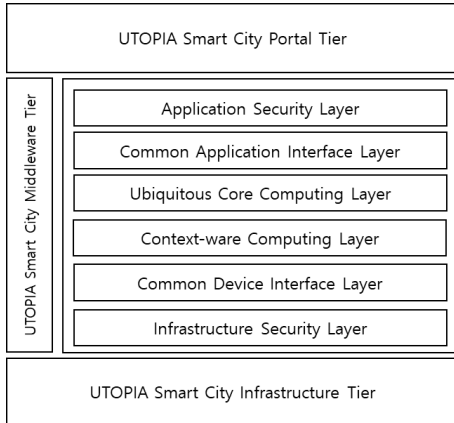 UTOPIA Smart City Portal Tier
UTOPIA Smart City Middleware Tier
Application Security Layer
Common Application Interface Layer
Ubiquitous Core Computing Layer
Context-ware Computing Layer
Common Device Interface Layer
Infrastructure Security Layer
UTOPIA Smart City Infrastructure Tier